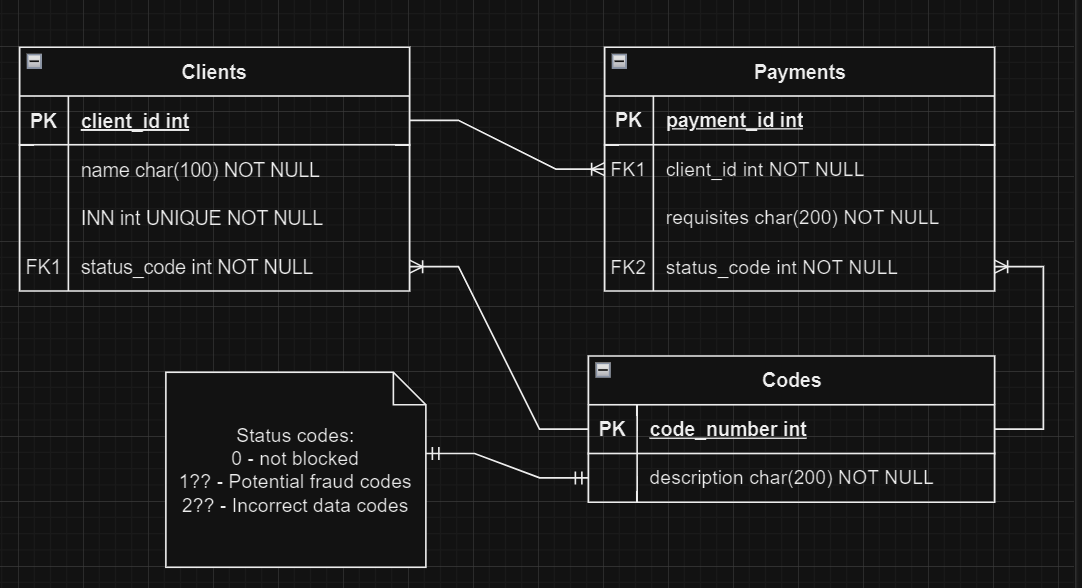 Clients
PK client_id int
name char(100) NOT NULL
INN int UNIQUE NOT NULL
FK1 status_code int NOT NULL
Payments
PK payment_id int
FK1 client_id int NOT NULL
requisites char(200) NOT NULL
FK2 status_code int NOT NULL
Codes
PK code_number int
description char(200) NOT NULL
Status codes:
0 - not blocked
1?? - Potential fraud codes
2?? - Incorrect data codes